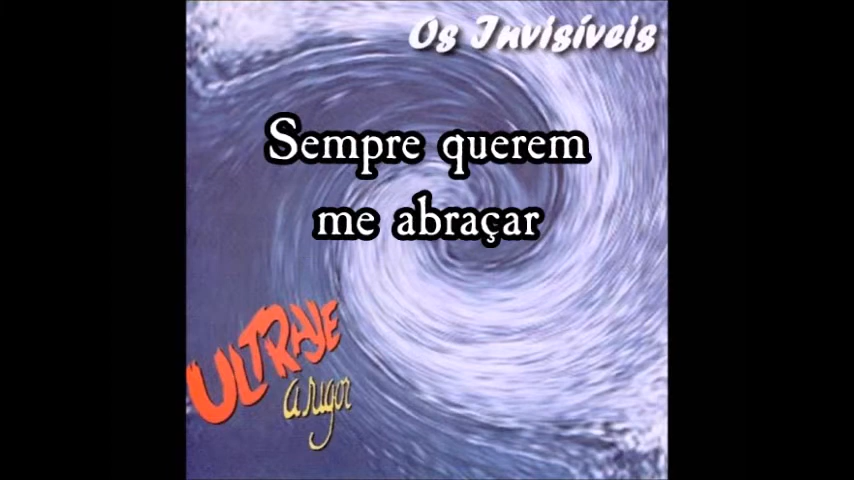 Os Invisíveis
Sempre querem
me abraçar
ULTRAJE
a rigor